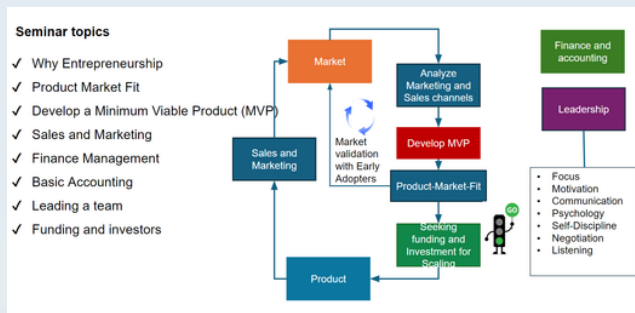 Seminar topics
✓ Why Entrepreneurship
✓ Product Market Fit
✓ Develop a Minimum Viable Product (MVP)
✓ Sales and Marketing
✓ Finance Management
✓ Basic Accounting
✓ Leading a team
✓ Funding and investors
Market
Analyze
Marketing and
Sales channels
Develop MVP
Market
validation
with Early
Adopters
Product-Market-Fit
Sales and
Marketing
Seeking
funding and
Investment for
Scaling
GO
Product
Finance and
accounting
Leadership
• Focus
• Motivation
• Communication
• Psychology
• Self-Discipline
• Negotiation
• Listening